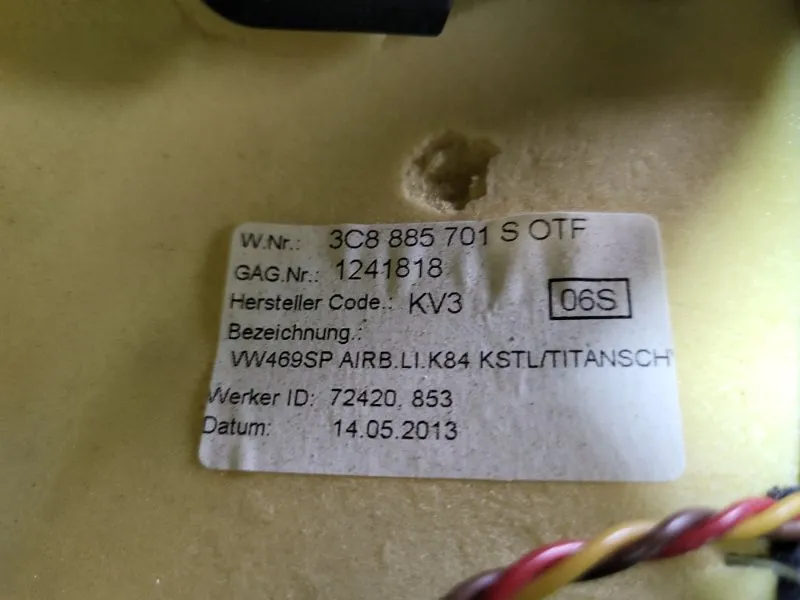 W.Nr.: 3C8 885 701 S OTF
GAG.Nr.: 1241818
Hersteller Code.: KV3 06S
Bezeichnung.:
VW469SP AIRB.LI.K84 KSTL/TITANSCH
Werker ID: 72420, 853
Datum: 14.05.2013